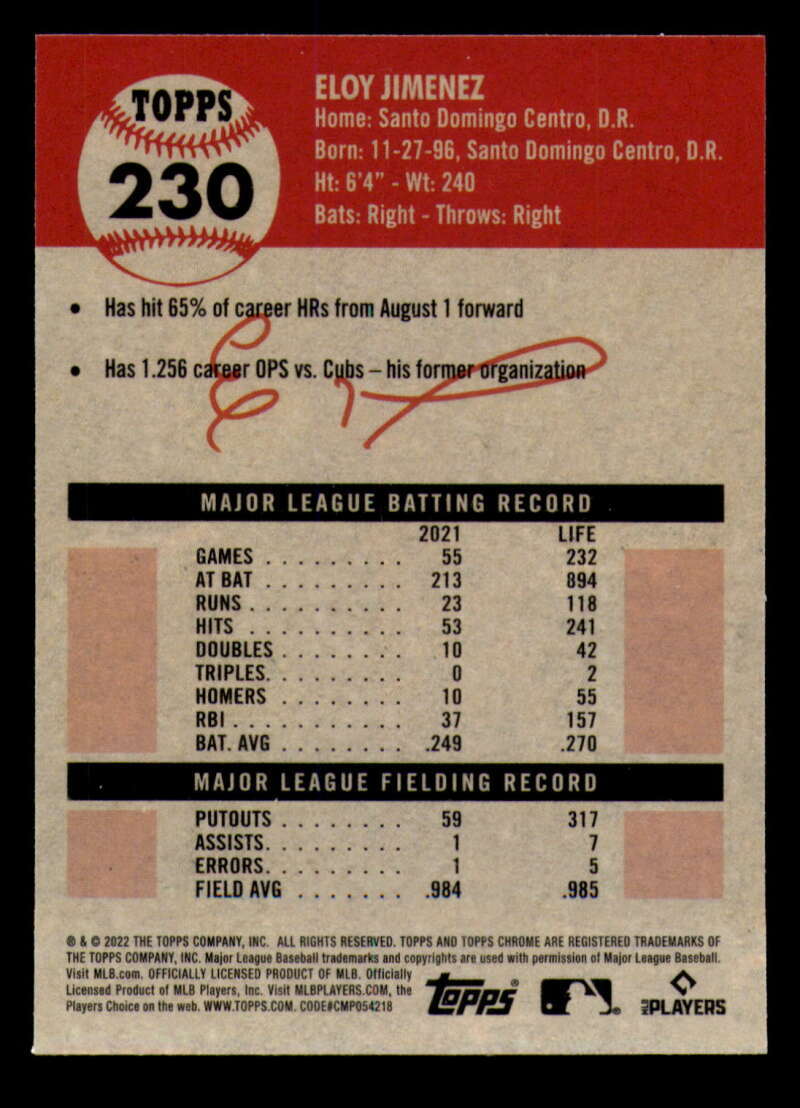 TOPPS
230
ELOY JIMENEZ
Home: Santo Domingo Centro, D.R.
Born: 11-27-96, Santo Domingo Centro, D.R.
Ht: 6'4" - Wt: 240
Bats: Right - Throws: Right
• Has hit 65% of career HRs from August 1 forward
• Has 1.256 career OPS vs. Cubs – his former organization
MAJOR LEAGUE BATTING RECORD
2021 LIFE
GAMES . . . . . . . . . 55 232
AT BAT . . . . . . . . . 213 894
RUNS . . . . . . . . . . 23 118
HITS . . . . . . . . . . 53 241
DOUBLES . . . . . . . . 10 42
TRIPLES. . . . . . . . . 0 2
HOMERS . . . . . . . . 10 55
RBI . . . . . . . . . . . 37 157
BAT. AVG . . . . . . . . .249 .270
MAJOR LEAGUE FIELDING RECORD
PUTOUTS . . . . . . . . 59 317
ASSISTS. . . . . . . . . 1 7
ERRORS. . . . . . . . . 1 5
FIELD AVG . . . . . . . .984 .985
® & © 2022 THE TOPPS COMPANY, INC. ALL RIGHTS RESERVED. TOPPS AND TOPPS CHROME ARE REGISTERED TRADEMARKS OF
THE TOPPS COMPANY, INC. Major League Baseball trademarks and copyrights are used with permission of Major League Baseball.
Visit MLB.com. OFFICIALLY LICENSED PRODUCT OF MLB. Officially
Licensed Product of MLB Players, Inc. Visit MLBPLAYERS.COM, the
Players Choice on the web. WWW.TOPPS.COM. CODE#CMP054218
Topps®
MLB PLAYERS